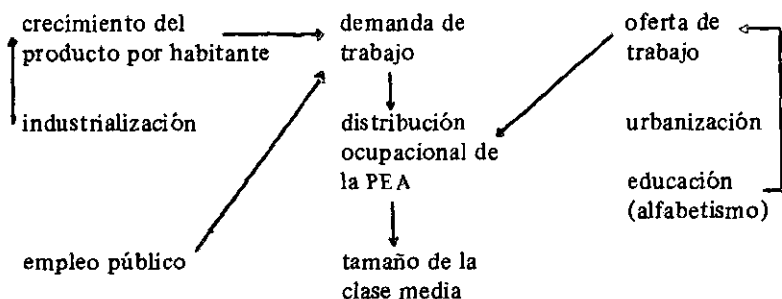 crecimiento del
producto por habitante
industrialización
empleo público
demanda de
trabajo
distribución
ocupacional de
la PEA
tamaño de la
clase media
oferta de
trabajo
urbanización
educación
(alfabetismo)